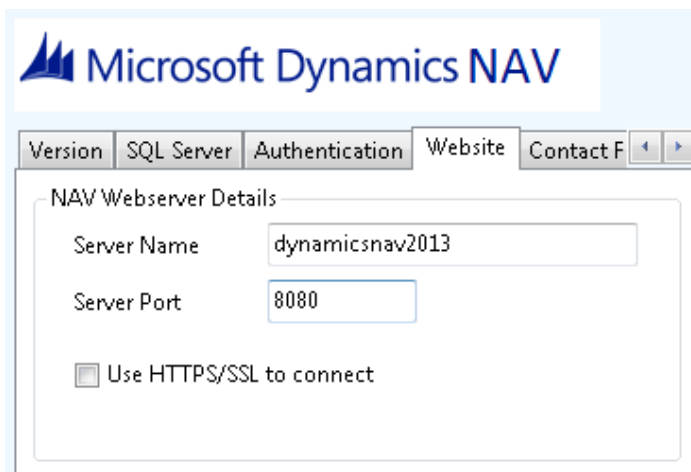 Microsoft Dynamics NAV
Version SQL Server Authentication Website Contact F
NAV Webserver Details
Server Name dynamicsnav2013
Server Port 8080
Use HTTPS/SSL to connect